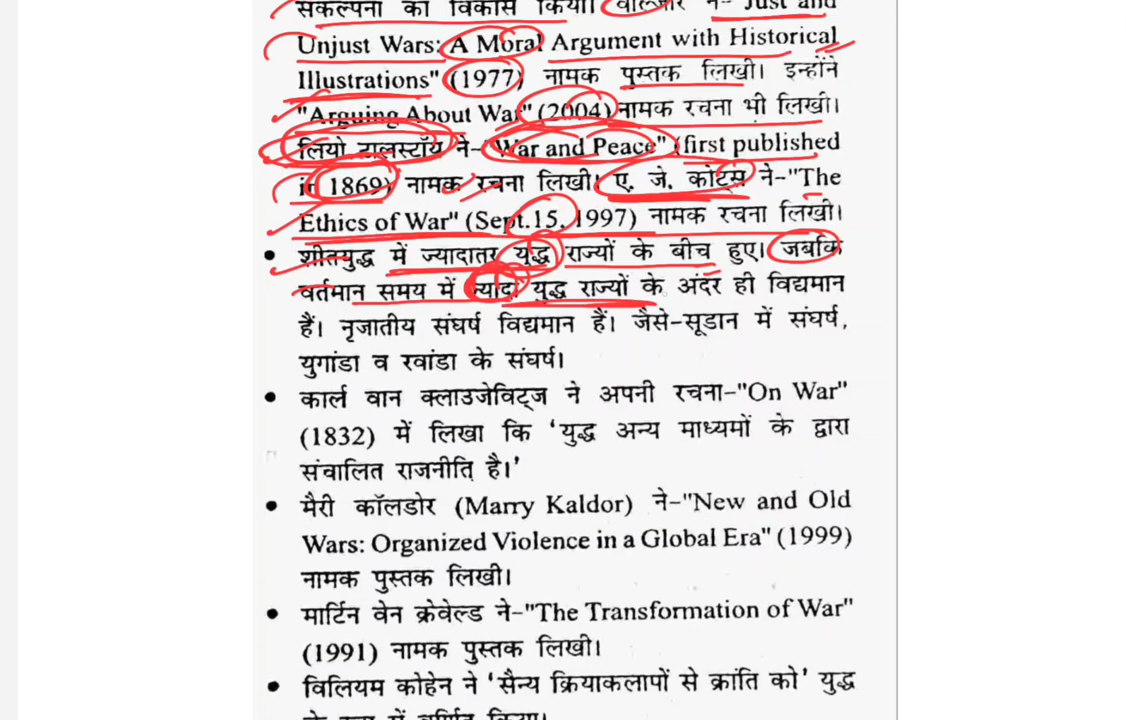 संकल्पना का विकास किया। वाल्जर ने-"Just and
Unjust Wars: A Moral Argument with Historical
Illustrations" (1977) नामक पुस्तक लिखी। इन्होंने
"Arguing About War" (2004) नामक रचना भी लिखी।
लियो टालस्टॉय ने-"War and Peace" (first published
in 1869) नामक रचना लिखी। ए. जे. कोट्स ने-"The
Ethics of War" (Sept.15, 1997) नामक रचना लिखी।
• शीतयुद्ध में ज्यादातर युद्ध राज्यों के बीच हुए। जबकि
वर्तमान समय में ज्यादा युद्ध राज्यों के अंदर ही विद्यमान
हैं। नृजातीय संघर्ष विद्यमान हैं। जैसे-सूडान में संघर्ष,
युगांडा व रवांडा के संघर्ष।
• कार्ल वान क्लाउजेविट्ज ने अपनी रचना-"On War"
(1832) में लिखा कि 'युद्ध अन्य माध्यमों के द्वारा
संचालित राजनीति है।'
• मैरी कॉलडोर (Marry Kaldor) ने-"New and Old
Wars: Organized Violence in a Global Era" (1999)
नामक पुस्तक लिखी।
• मार्टिन वेन क्रेवेल्ड ने-"The Transformation of War"
(1991) नामक पुस्तक लिखी।
• विलियम कोहेन ने 'सैन्य क्रियाकलापों से क्रांति को' युद्ध
के रूप में वर्णित किया।